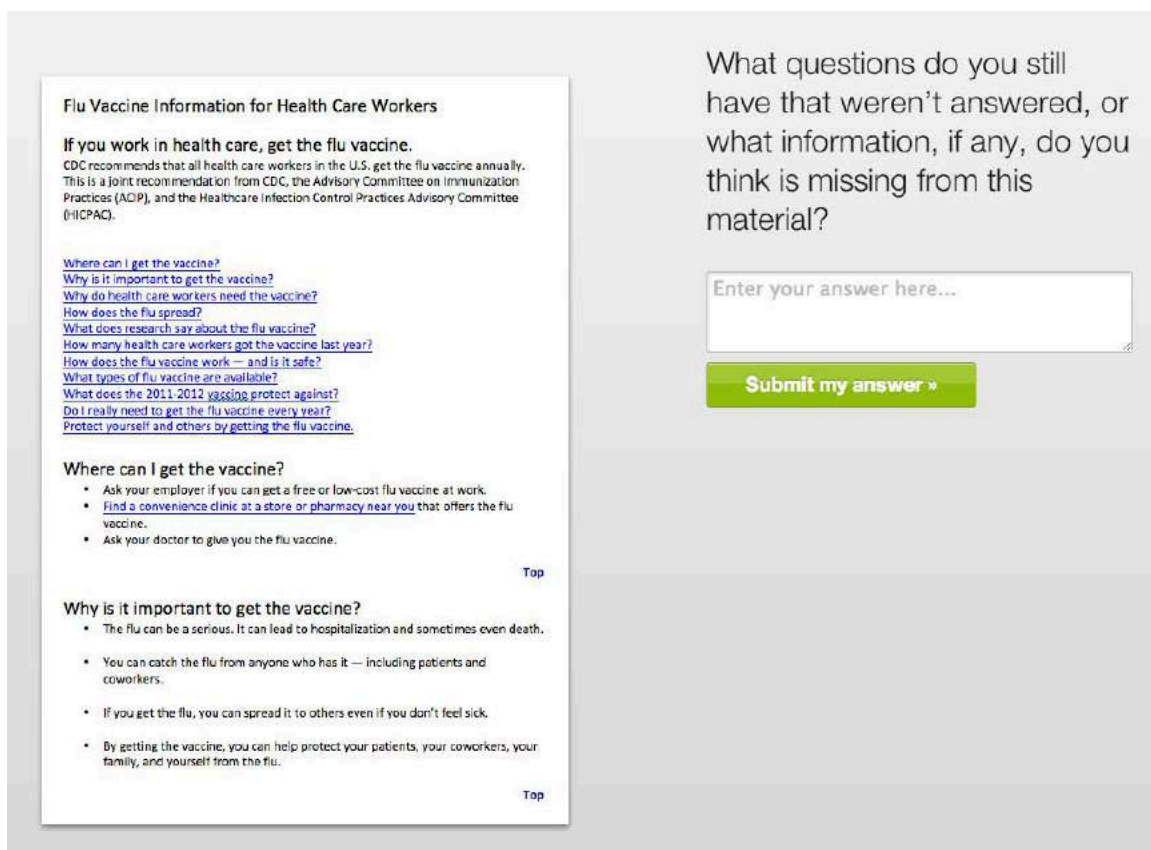 Flu Vaccine Information for Health Care Workers
If you work in health care, get the flu vaccine.
CDC recommends that all health care workers in the U.S. get the flu vaccine annually.
This is a joint recommendation from CDC, the Advisory Committee on Immunization
Practices (ACIP), and the Healthcare Infection Control Practices Advisory Committee
(HICPAC).
Where can I get the vaccine?
Why is it important to get the vaccine?
Why do health care workers need the vaccine?
How does the flu spread?
What does research say about the flu vaccine?
How many health care workers got the vaccine last year?
How does the flu vaccine work — and is it safe?
What types of flu vaccine are available?
What does the 2011-2012 vaccine protect against?
Do I really need to get the flu vaccine every year?
Protect yourself and others by getting the flu vaccine.
Where can I get the vaccine?
• Ask your employer if you can get a free or low-cost flu vaccine at work.
• Find a convenience clinic at a store or pharmacy near you that offers the flu
vaccine.
• Ask your doctor to give you the flu vaccine.
Top
Why is it important to get the vaccine?
• The flu can be a serious. It can lead to hospitalization and sometimes even death.
• You can catch the flu from anyone who has it — including patients and
coworkers.
• If you get the flu, you can spread it to others even if you don't feel sick.
• By getting the vaccine, you can help protect your patients, your coworkers, your
family, and yourself from the flu.
Top
What questions do you still
have that weren't answered, or
what information, if any, do you
think is missing from this
material?
Enter your answer here...
Submit my answer »